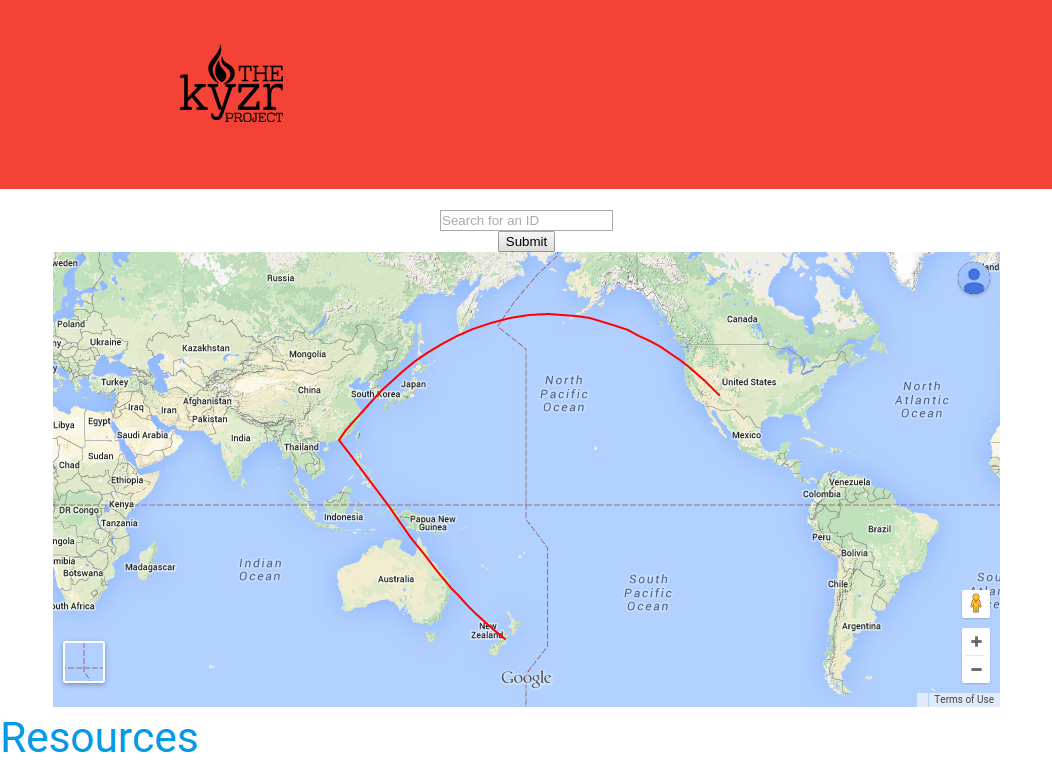 THE
kyzr
PROJECT
Search for an ID
Submit
weden
Russia
and
Canada
Poland
Ukraine
Kazakhstan
Mongolia
ny
y
Turkey
China
Japan
South Korea
United States
North
Pacific
Ocean
North
Atlantic
Ocean
Afghanistan
Iraq
Iran
Pakistan
Libya
Egypt
Saudi Arabia
India
Thailand
Mexico
Sudan
Chad
Ethiopia
Venezuela
Colombia
Kenya
DR Congo
Tanzania
Indonesia
Papua New
Guinea
Brazil
Peru
ngola
Bolivia
mibia
Madagascar
Botswana
Indian
Ocean
Australia
South
Pacific
Ocean
Chile
Sou
Atla
ce
outh Africa
New
Zealand
Argentina
Google
Terms of Use
Resources